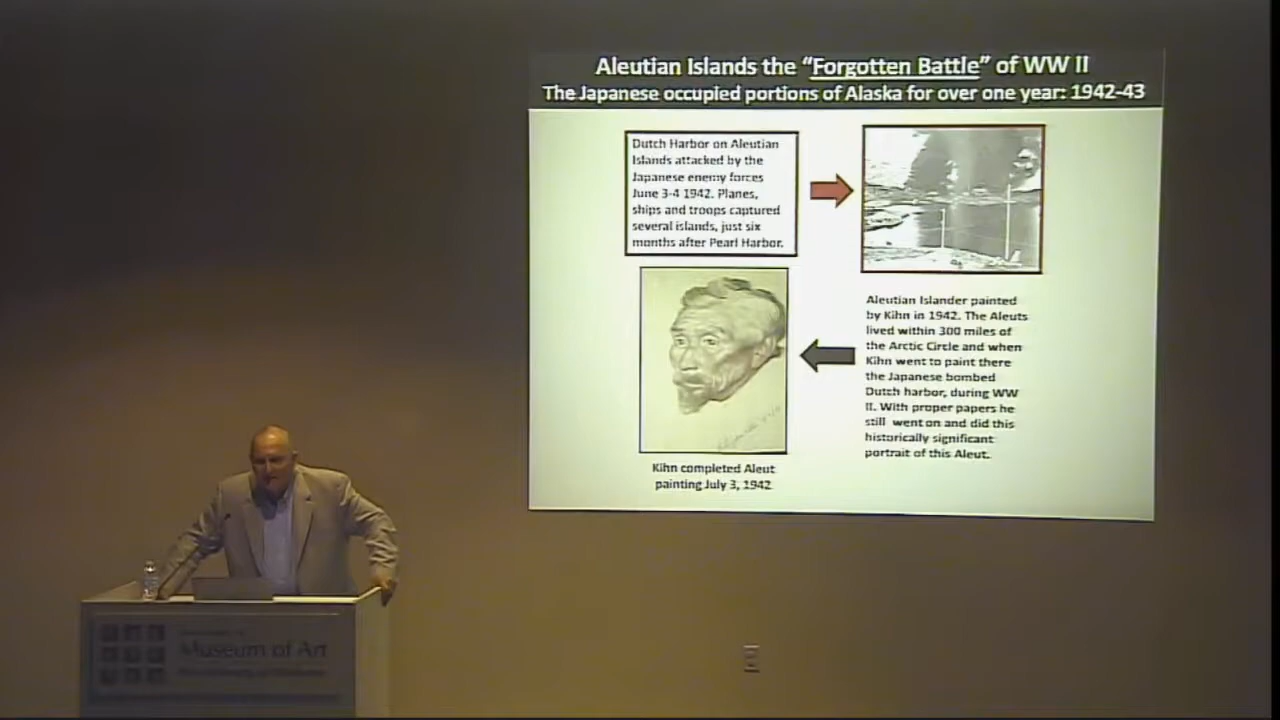 Aleutian Islands the “Forgotten Battle” of WW II
The Japanese occupied portions of Alaska for over one year: 1942-43
Dutch Harbor on Aleutian
Islands attacked by the
Japanese enemy forces
June 3-4 1942. Planes,
ships and troops captured
several islands, just six
months after Pearl Harbor.
Aleutian Islander painted
by Kihn in 1942. The Aleuts
lived within 300 miles of
the Arctic Circle and when
Kihn went to paint there
the Japanese bombed
Dutch harbor, during WW
II. With proper papers he
still went on and did this
historically significant
portrait of this Aleut.
Kihn completed Aleut
painting July 3, 1942
Museum of Art